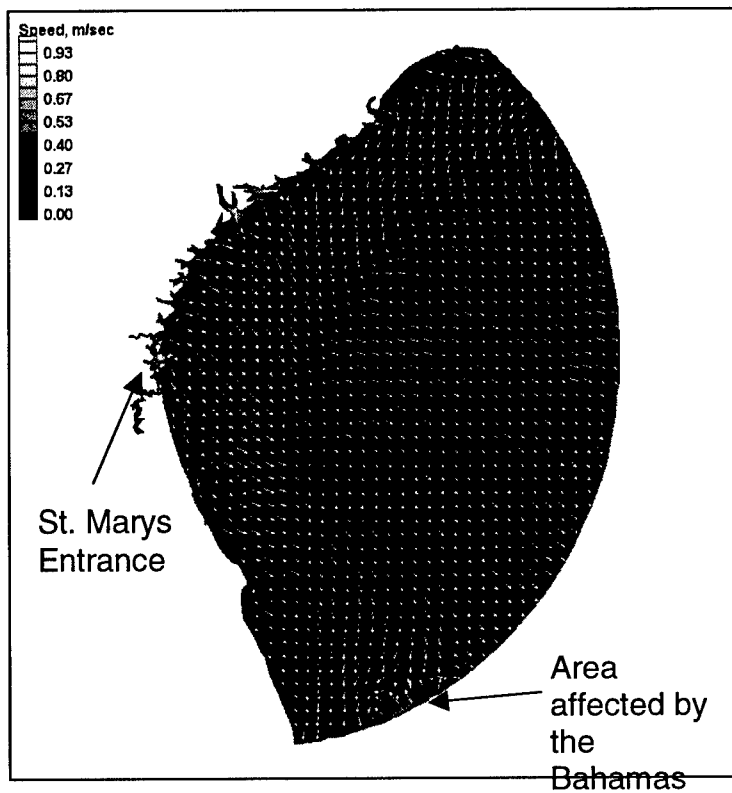 Speed, m/sec
0.93
0.80
0.67
0.53
0.40
0.27
0.13
0.00
St. Marys
Entrance
Area
affected by
the
Bahamas